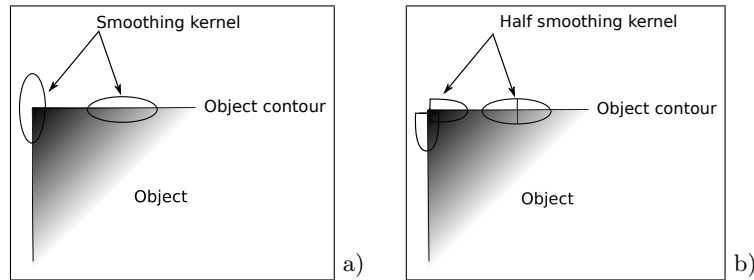 Smoothing kernel
Object contour
Object
a)
Half smoothing kernel
Object contour
Object
b)